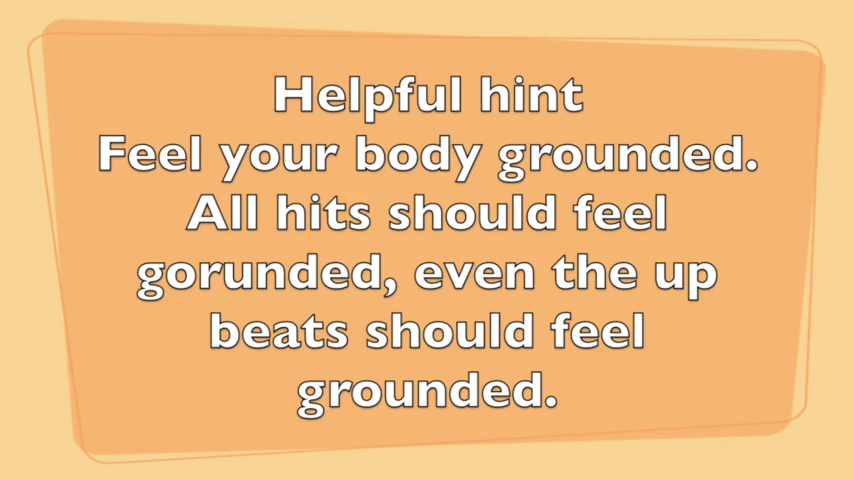 Helpful hint
Feel your body grounded.
All hits should feel
gorunded, even the up
beats should feel
grounded.